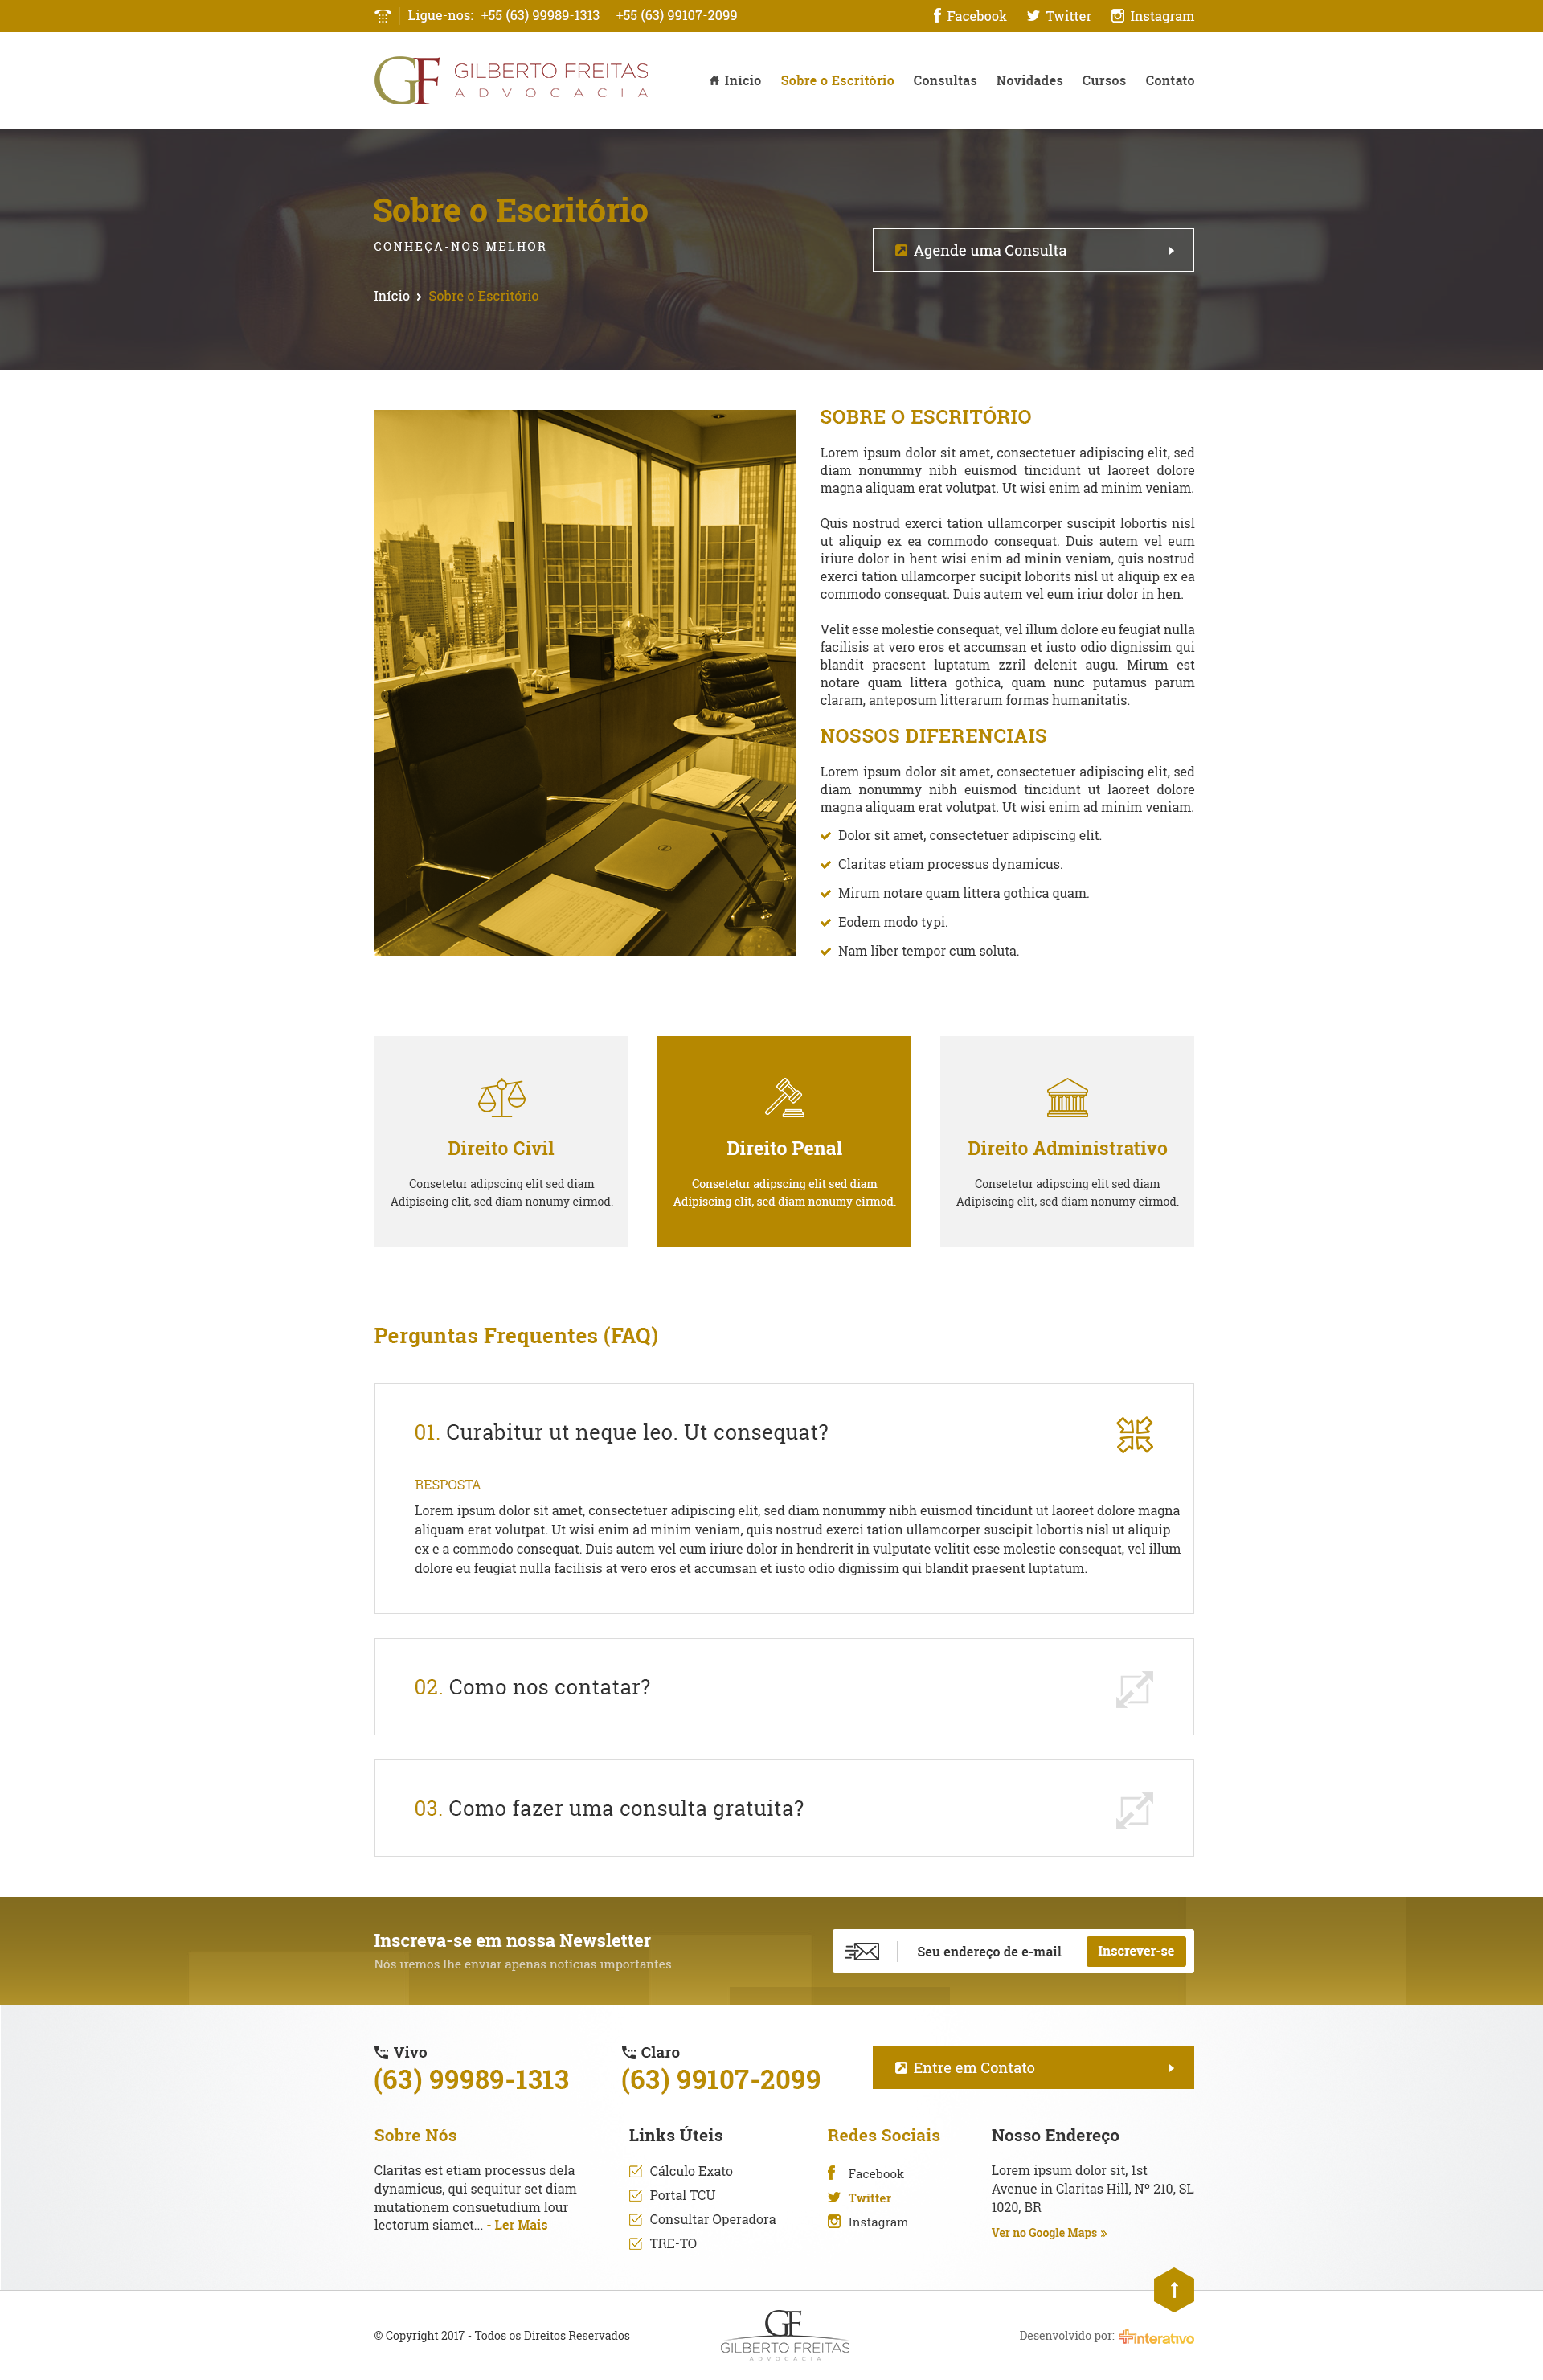 Ligue-nos: +55 (63) 99989-1313 +55 (63) 99107-2099
Facebook Twitter Instagram
GF GILBERTO FREITAS
ADVOCACIA
Início Sobre o Escritório Consultas Novidades Cursos Contato
Sobre o Escritório
CONHEÇA-NOS MELHOR
Início Sobre o Escritório
Agende uma Consulta
SOBRE O ESCRITÓRIO
Lorem ipsum dolor sit amet, consectetuer adipiscing elit, sed
diam nonummy nibh euismod tincidunt ut laoreet dolore
magna aliquam erat volutpat. Ut wisi enim ad minim veniam.
Quis nostrud exerci tation ullamcorper suscipit lobortis nisl
ut aliquip ex ea commodo consequat. Duis autem vel eum
iriure dolor in hent wisi enim ad minin veniam, quis nostrud
exerci tation ullamcorper sucipit loborits nisl ut aliquip ex ea
commodo consequat. Duis autem vel eum iriur dolor in hen.
Velit esse molestie consequat, vel illum dolore eu feugiat nulla
facilisis at vero eros et accumsan et iusto odio dignissim qui
blandit praesent luptatum zzril delenit augu. Mirum est
notare quam littera gothica, quam nunc putamus parum
claram, anteposum litterarum formas humanitatis.
NOSSOS DIFERENCIAIS
Lorem ipsum dolor sit amet, consectetuer adipiscing elit, sed
diam nonummy nibh euismod tincidunt ut laoreet dolore
magna aliquam erat volutpat. Ut wisi enim ad minim veniam.
Dolor sit amet, consectetuer adipiscing elit.
Claritas etiam processus dynamicus.
Mirum notare quam littera gothica quam.
Eodem modo typi.
Nam liber tempor cum soluta.
Direito Civil
Consetetur adipscing elit sed diam
Adipiscing elit, sed diam nonumy eirmod.
Direito Penal
Consetetur adipscing elit sed diam
Adipiscing elit, sed diam nonumy eirmod.
Direito Administrativo
Consetetur adipscing elit sed diam
Adipiscing elit, sed diam nonumy eirmod.
Perguntas Frequentes (FAQ)
01. Curabitur ut neque leo. Ut consequat?
RESPOSTA
Lorem ipsum dolor sit amet, consectetuer adipiscing elit, sed diam nonummy nibh euismod tincidunt ut laoreet dolore magna
aliquam erat volutpat. Ut wisi enim ad minim veniam, quis nostrud exerci tation ullamcorper suscipit lobortis nisl ut aliquip
ex e a commodo consequat. Duis autem vel eum iriure dolor in hendrerit in vulputate velitit esse molestie consequat, vel illum
dolore eu feugiat nulla facilisis at vero eros et accumsan et iusto odio dignissim qui blandit praesent luptatum.
02. Como nos contatar?
03. Como fazer uma consulta gratuita?
Inscreva-se em nossa Newsletter
Nós iremos lhe enviar apenas notícias importantes.
Seu endereço de e-mail
Inscrever-se
Vivo
(63) 99989-1313
Claro
(63) 99107-2099
Entre em Contato
Sobre Nós
Claritas est etiam processus dela
dynamicus, qui sequitur set diam
mutationem consuetudium lour
lectorum siamet... - Ler Mais
Links Úteis
Cálculo Exato
Portal TCU
Consultar Operadora
TRE-TO
Redes Sociais
Facebook
Twitter
Instagram
Nosso Endereço
Lorem ipsum dolor sit, 1st
Avenue in Claritas Hill, Nº 210, SL
1020, BR
Ver no Google Maps »
© Copyright 2017 - Todos os Direitos Reservados
GF
GILBERTO FREITAS
ADVOCACIA
Desenvolvido por: interativo